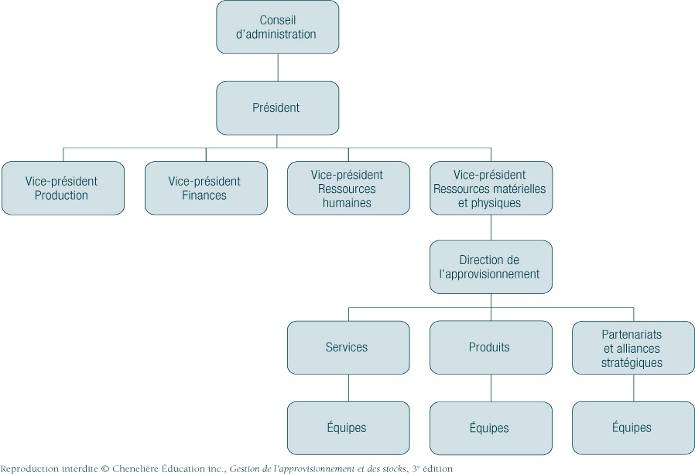 Conseil
d'administration
Président
Vice-président
Production
Vice-président
Finances
Vice-président
Ressources
humaines
Vice-président
Ressources matérielles
et physiques
Direction de
l'approvisionnement
Services
Produits
Partenariats
et alliances
stratégiques
Équipes
Équipes
Équipes
Reproduction interdite © Chenelière Éducation inc., Gestion de l'approvisionnement et des stocks, 3e édition